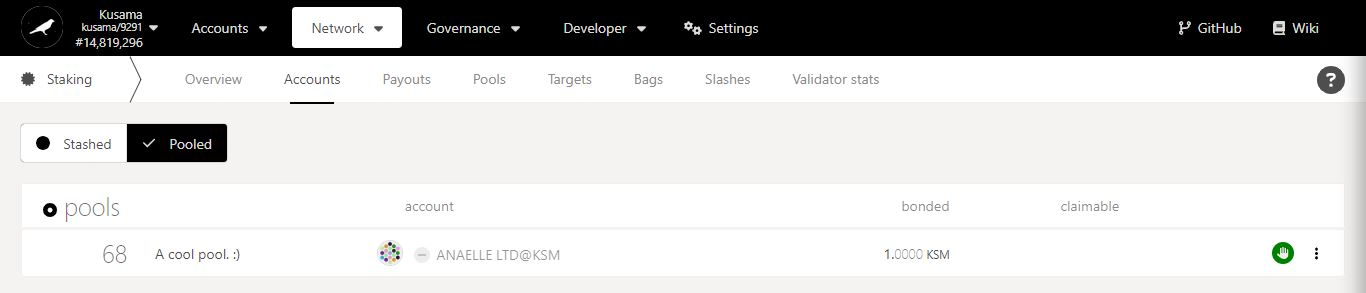 Kusama
kusama/9291
#14,819,296
Accounts Network Governance Developer Settings GitHub Wiki
Staking Overview Accounts Payouts Pools Targets Bags Slashes Validator stats ?
Stashed Pooled
pools account bonded claimable
68 A cool pool. :) ANAELLE LTD@KSM 1.0000 KSM